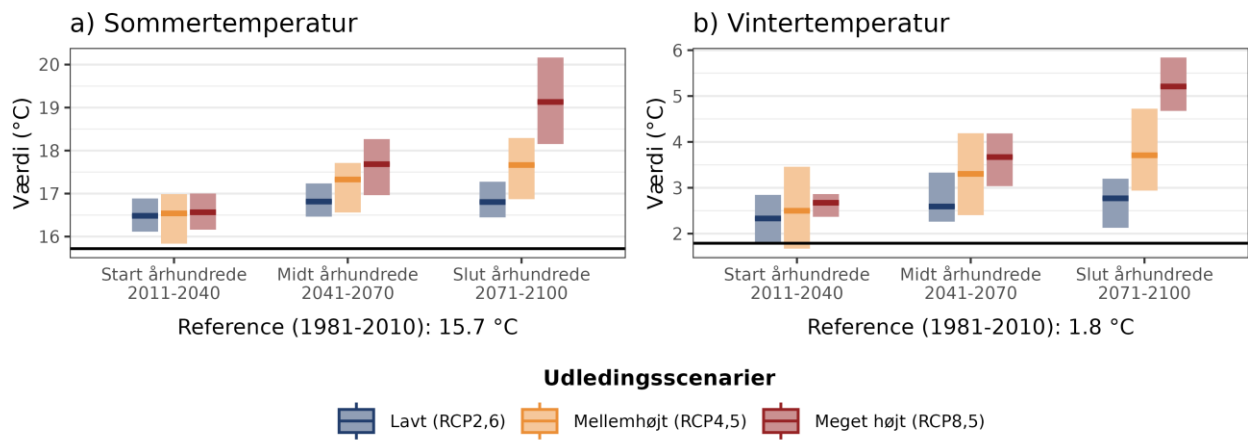 a) Sommertemperatur
Værdi (°C)
20
19
18
17
16
Start århundrede
2011-2040
Midt århundrede
2041-2070
Slut århundrede
2071-2100
Reference (1981-2010): 15.7 °C
b) Vintertemperatur
Værdi (°C)
6
5
4
3
2
Start århundrede
2011-2040
Midt århundrede
2041-2070
Slut århundrede
2071-2100
Reference (1981-2010): 1.8 °C
Udledingsscenarier
Lavt (RCP2,6)
Mellemhøjt (RCP4,5)
Meget højt (RCP8,5)